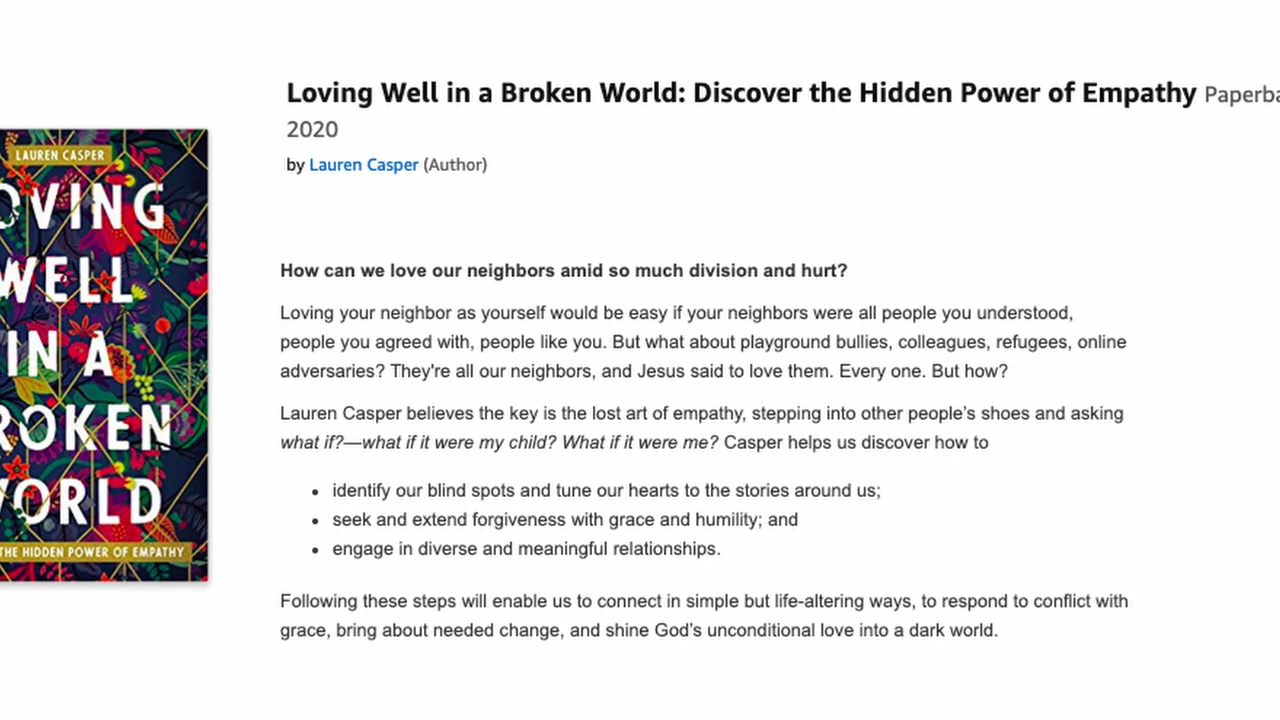 Loving Well in a Broken World: Discover the Hidden Power of Empathy
2020
by Lauren Casper (Author)
LAUREN CASPER
WELL
IN A
THE HIDDEN POWER OF EMPATHY
How can we love our neighbors amid so much division and hurt?
Loving your neighbor as yourself would be easy if your neighbors were all people you understood,
people you agreed with, people like you. But what about playground bullies, colleagues, refugees, online
adversaries? They're all our neighbors, and Jesus said to love them. Every one. But how?
Lauren Casper believes the key is the lost art of empathy, stepping into other people's shoes and asking
what if?—what if it were my child? What if it were me? Casper helps us discover how to
• identify our blind spots and tune our hearts to the stories around us;
• seek and extend forgiveness with grace and humility; and
• engage in diverse and meaningful relationships.
Following these steps will enable us to connect in simple but life-altering ways, to respond to conflict with
grace, bring about needed change, and shine God's unconditional love into a dark world.